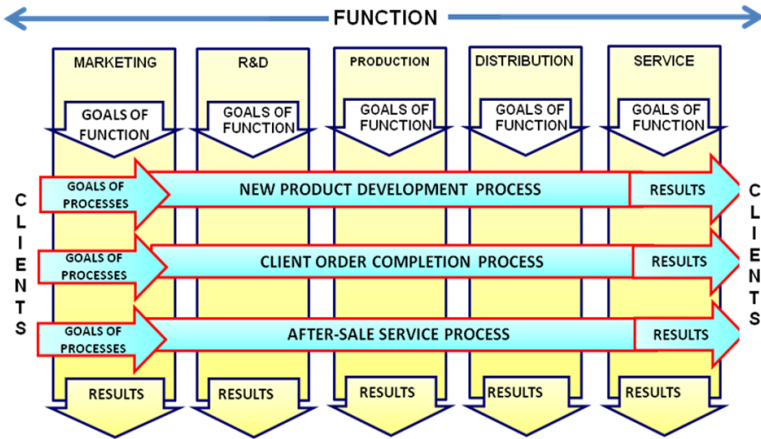 FUNCTION
MARKETING
R&D
PRODUCTION
DISTRIBUTION
SERVICE
GOALS OF
FUNCTION
GOALS OF
FUNCTION
GOALS OF
FUNCTION
GOALS OF
FUNCTION
GOALS OF
FUNCTION
CLIENTS
GOALS OF
PROCESSES
NEW PRODUCT DEVELOPMENT PROCESS
RESULTS
GOALS OF
PROCESSES
CLIENT ORDER COMPLETION PROCESS
RESULTS
GOALS OF
PROCESSES
AFTER-SALE SERVICE PROCESS
RESULTS
CLIENTS
RESULTS
RESULTS
RESULTS
RESULTS
RESULTS